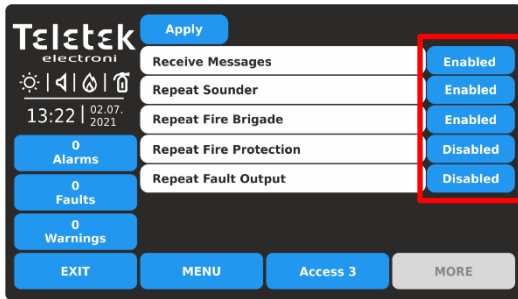 Teletek
electroni
Apply
Receive Messages Enabled
Repeat Sounder Enabled
Repeat Fire Brigade Enabled
Repeat Fire Protection Disabled
Repeat Fault Output Disabled
13:22 02.07.
2021
0
Alarms
0
Faults
0
Warnings
EXIT MENU Access 3 MORE